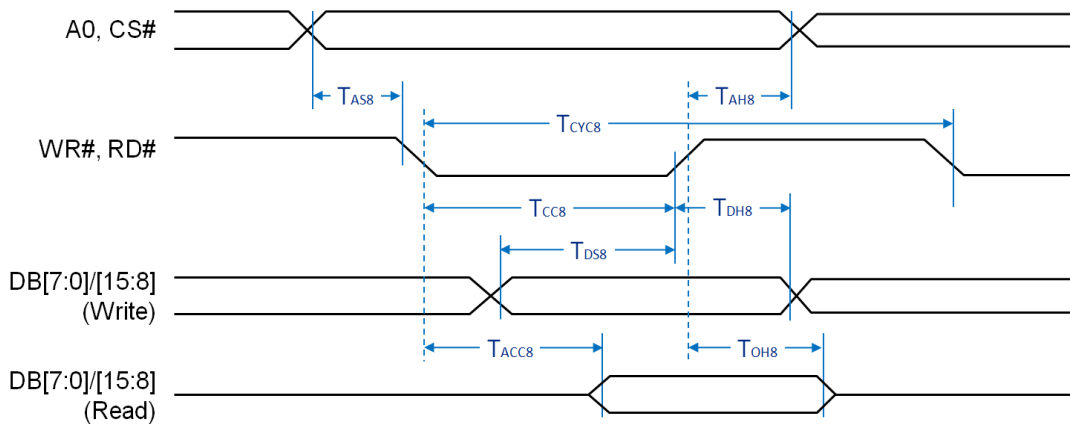 A0, CS#
TAS8
TAH8
TCYC8
WR#, RD#
TCC8
TDH8
TDS8
DB[7:0]/[15:8]
(Write)
TACC8
TOH8
DB[7:0]/[15:8]
(Read)